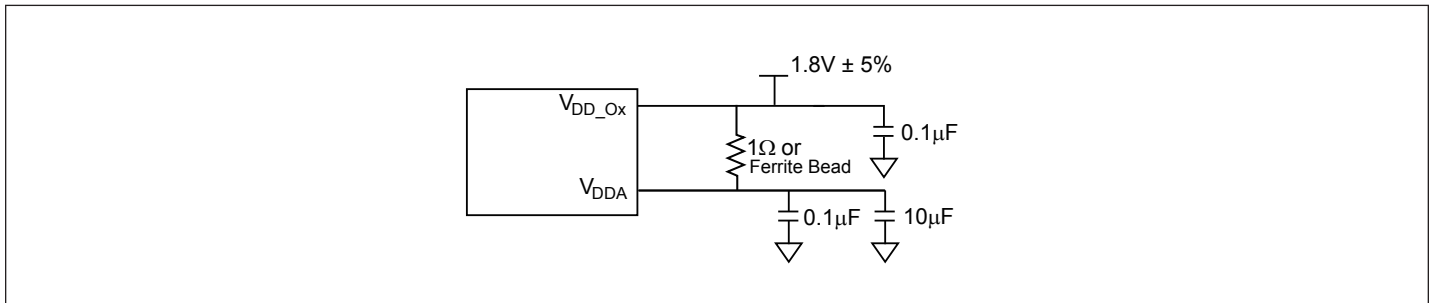 1.8V ± 5%
V_DD_Ox
0.1μF
1Ω or
Ferrite Bead
V_DDA
0.1μF
10μF